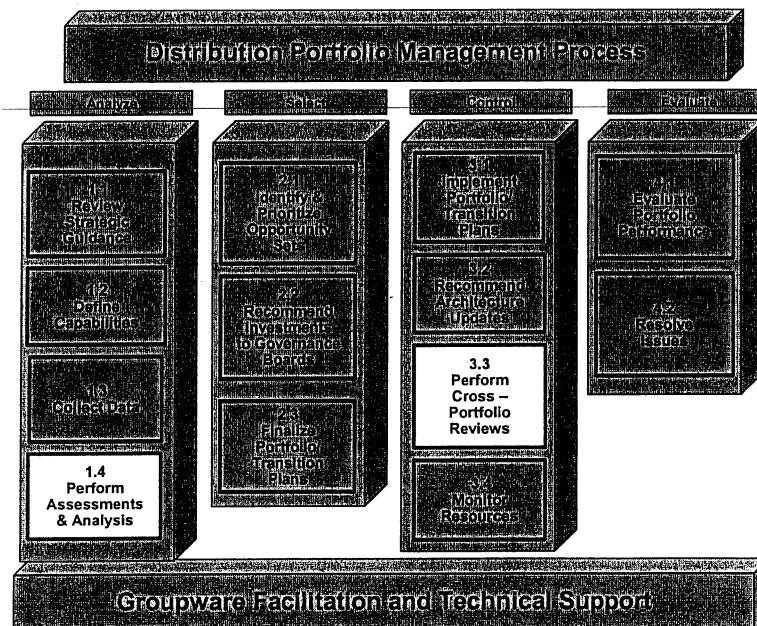 Distribution Portfolio Management Process
Analyze
Select
Control
Evaluate
1.1
Review
Strategic
Guidance
1.2
Define
Capabilities
1.3
Collect Data
1.4
Perform
Assessments
& Analysis
2.1
Identify &
Prioritize
Opportunity
Sets
2.2
Recommend
Investments
to Governance
Boards
2.3
Finalize
Portfolio
Transition
Plans
3.1
Implement
Portfolio
Transition
Plans
3.2
Recommend
Architecture
Updates
3.3
Perform
Cross –
Portfolio
Reviews
3.4
Monitor
Resources
4.1
Evaluate
Portfolio
Performance
4.2
Resolve
Issues
Groupware Facilitation and Technical Support